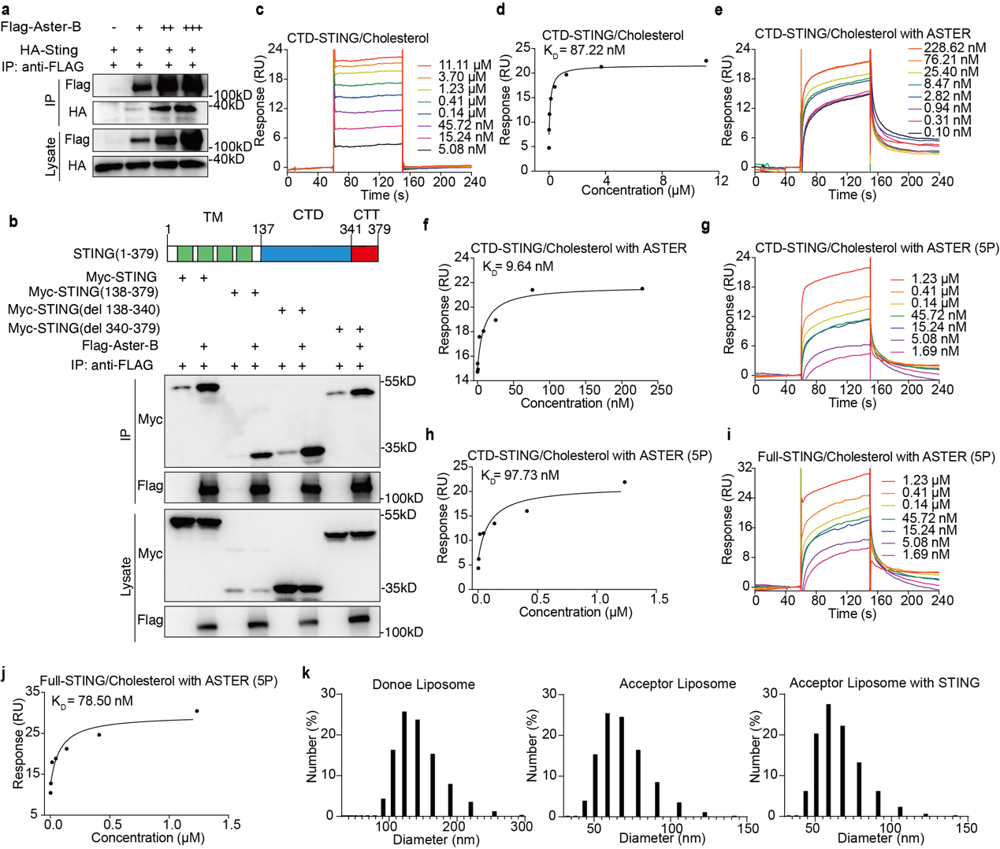 a
Flag-Aster-B - + ++ +++
HA-Sting + + + +
IP: anti-FLAG + + + +
IP
Flag
-100kD
HA
-40kD
Lysate
Flag
-100kD
HA
-40kD
b
TM CTD CTT
1 137 341 379
STING(1-379)
Myc-STING + +
Myc-STING(138-379) + +
Myc-STING(del 138-340) + +
Myc-STING(del 340-379) + +
Flag-Aster-B + + + +
IP: anti-FLAG + + + + + + + +
IP
Myc
-55kD
-35kD
Flag
-100kD
Lysate
Myc
-55kD
-35kD
Flag
-100kD
c
CTD-STING/Cholesterol
Response (RU)
24
18
12
6
0
11.11 µM
3.70 µM
1.23 µM
0.41 µM
0.14 µM
45.72 nM
15.24 nM
5.08 nM
0 40 80 120 160 200 240
Time (s)
d
CTD-STING/Cholesterol
KD= 87.22 nM
Response (RU)
25
20
15
10
5
0
0 4 8 12
Concentration (µM)
e
CTD-STING/Cholesterol with ASTER
Response (RU)
24
18
12
6
0
228.62 nM
76.21 nM
25.40 nM
8.47 nM
2.82 nM
0.94 nM
0.31 nM
0.10 nM
0 40 80 120 160 200 240
Time (s)
f
CTD-STING/Cholesterol with ASTER
KD= 9.64 nM
Response (RU)
24
22
20
18
16
14
0 50 100 150 200 250
Concentration (nM)
g
CTD-STING/Cholesterol with ASTER (5P)
Response (RU)
24
18
12
6
0
1.23 µM
0.41 µM
0.14 µM
45.72 nM
15.24 nM
5.08 nM
1.69 nM
0 40 80 120 160 200 240
Time (s)
h
CTD-STING/Cholesterol with ASTER (5P)
KD= 97.73 nM
Response (RU)
25
20
15
10
5
0
0.0 0.5 1.0 1.5
Concentration (µM)
i
Full-STING/Cholesterol with ASTER (5P)
Response (RU)
32
24
16
8
0
1.23 µM
0.41 µM
0.14 µM
45.72 nM
15.24 nM
5.08 nM
1.69 nM
0 40 80 120 160 200 240
Time (s)
j
Full-STING/Cholesterol with ASTER (5P)
KD= 78.50 nM
Response (RU)
35
25
15
5
0.0 0.5 1.0 1.5
Concentration (µM)
k
Donoe Liposome
Number (%)
30
20
10
0
100 200 300
Diameter (nm)
Acceptor Liposome
Number (%)
30
20
10
0
50 100 150
Diameter (nm)
Acceptor Liposome with STING
Number (%)
30
20
10
0
50 100 150
Diameter (nm)